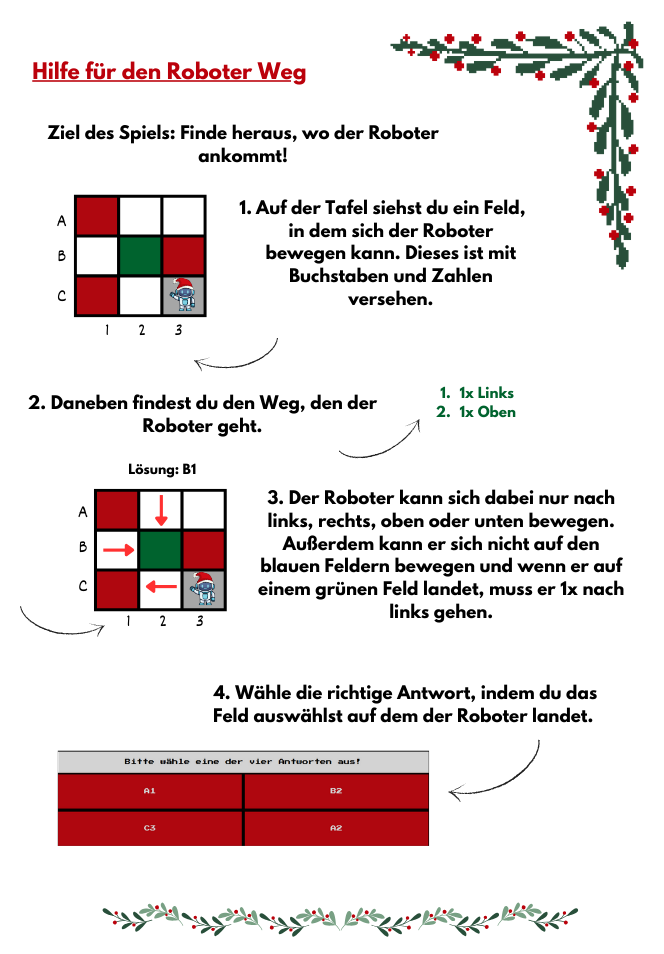 Hilfe für den Roboter Weg
Ziel des Spiels: Finde heraus, wo der Roboter
ankommt!
A
B
C
1 2 3
1. Auf der Tafel siehst du ein Feld,
in dem sich der Roboter
bewegen kann. Dieses ist mit
Buchstaben und Zahlen
versehen.
2. Daneben findest du den Weg, den der
Roboter geht.
1. 1x Links
2. 1x Oben
Lösung: B1
A
B
C
1 2 3
3. Der Roboter kann sich dabei nur nach
links, rechts, oben oder unten bewegen.
Außerdem kann er sich nicht auf den
blauen Feldern bewegen und wenn er auf
einem grünen Feld landet, muss er 1x nach
links gehen.
4. Wähle die richtige Antwort, indem du das
Feld auswählst auf dem der Roboter landet.
Bitte wähle eine der vier Antworten aus!
A1
B2
C3
A2